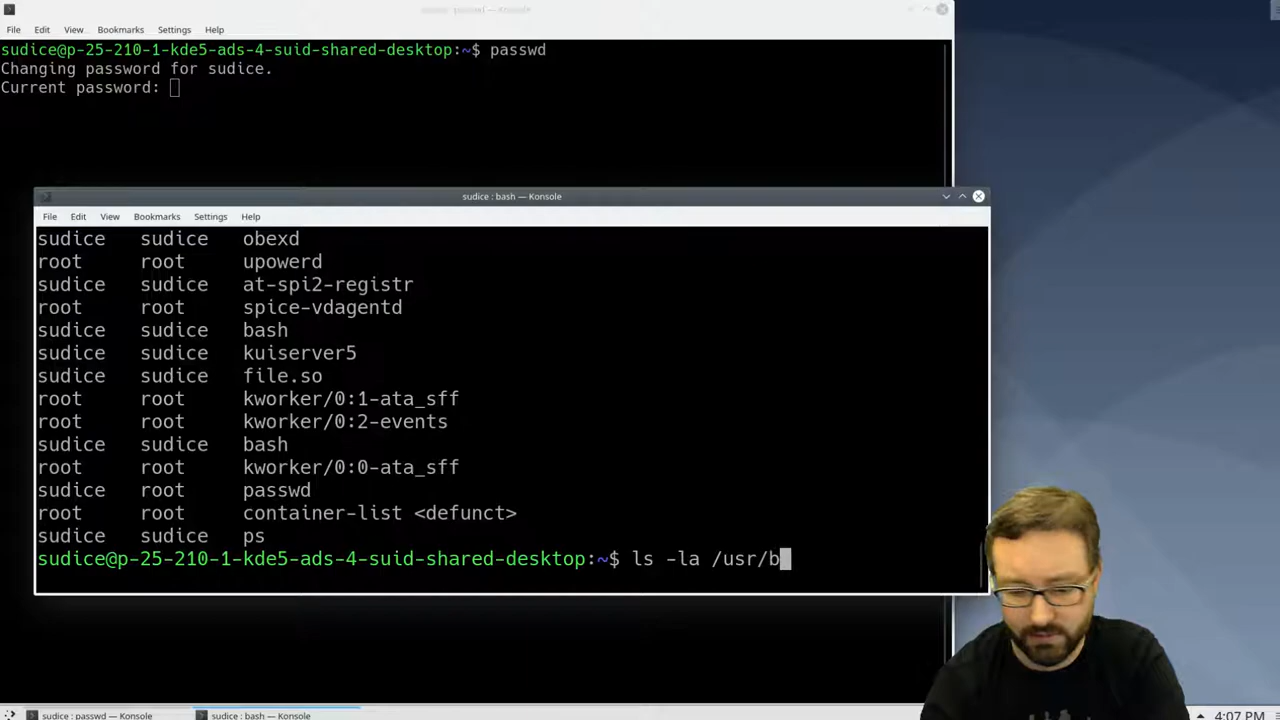 sudice : passwd — Konsole
File Edit View Bookmarks Settings Help
sudice@p-25-210-1-kde5-ads-4-suid-shared-desktop:~$ passwd
Changing password for sudice.
Current password:
sudice : bash — Konsole
File Edit View Bookmarks Settings Help
sudice sudice obexd
root root upowerd
sudice sudice at-spi2-registr
root root spice-vdagentd
sudice sudice bash
sudice sudice kuiserver5
sudice sudice file.so
root root kworker/0:1-ata_sff
root root kworker/0:2-events
sudice sudice bash
root root kworker/0:0-ata_sff
sudice root passwd
root root container-list <defunct>
sudice sudice ps
sudice@p-25-210-1-kde5-ads-4-suid-shared-desktop:~$ ls -la /usr/b
sudice : passwd — Konsole
sudice : bash — Konsole
4:07 PM